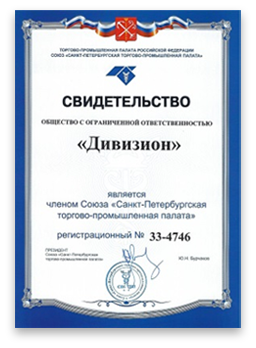 ТОРГОВО-ПРОМЫШЛЕННАЯ ПАЛАТА РОССИЙСКОЙ ФЕДЕРАЦИИ
СОЮЗ «САНКТ-ПЕТЕРБУРГСКАЯ ТОРГОВО-ПРОМЫШЛЕННАЯ ПАЛАТА»
СВИДЕТЕЛЬСТВО
ОБЩЕСТВО С ОГРАНИЧЕННОЙ ОТВЕТСТВЕННОСТЬЮ
«Дивизион»
является
членом Союза «Санкт-Петербургская
торгово-промышленная палата»
регистрационный № 33-4746
ПРЕЗИДЕНТ
Союза «Санкт-Петербургская
торгово-промышленная палата»
Ю.Н. Бурчаков